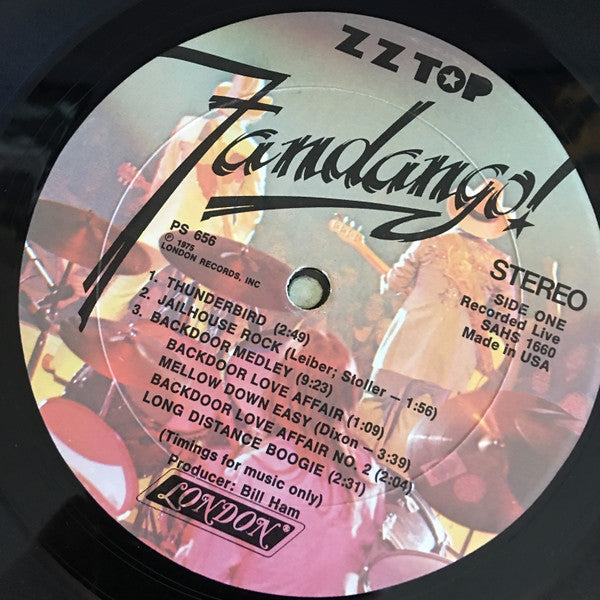 ZZ TOP
Fandango!
PS 656
℗ 1975
LONDON RECORDS, INC
STEREO
SIDE ONE
Recorded Live
SAHS 1660
Made in USA
1. THUNDERBIRD (2:49)
2. JAILHOUSE ROCK (Leiber; Stoller – 1:56)
3. BACKDOOR MEDLEY (9:23)
BACKDOOR LOVE AFFAIR (1:09)
MELLOW DOWN EASY (Dixon – 3:39)
BACKDOOR LOVE AFFAIR NO. 2 (2:04)
LONG DISTANCE BOOGIE (2:31)
(Timings for music only)
Producer: Bill Ham
LONDON®